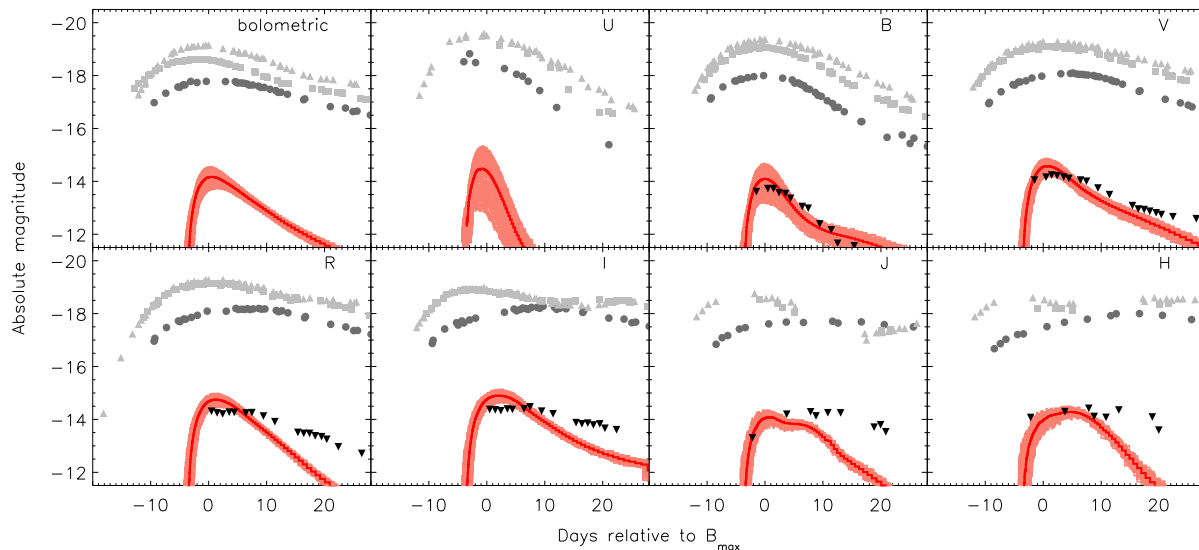 bolometric
U
B
V
−20
−18
−16
−14
−12
R
I
J
H
−20
−18
−16
−14
−12
Absolute magnitude
−10 0 10 20 −10 0 10 20 −10 0 10 20 −10 0 10 20
Days relative to B_max